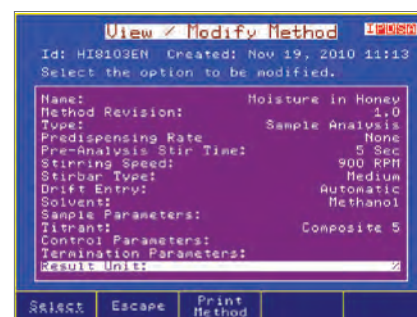 View / Modify Method
Id: HI8103EN Created: Nov 19, 2010 11:13
Select the option to be modified.
Name: Moisture in Honey
Method Revision: 1.0
Type: Sample Analysis
Predispensing Rate None
Pre-Analysis Stir Time: 5 Sec
Stirring Speed: 900 RPM
Stirbar Type: Medium
Drift Entry: Automatic
Solvent: Methanol
Sample Parameters:
Titrant: Composite 5
Control Parameters:
Termination Parameters:
Result Unit: %
Select Escape Print Method